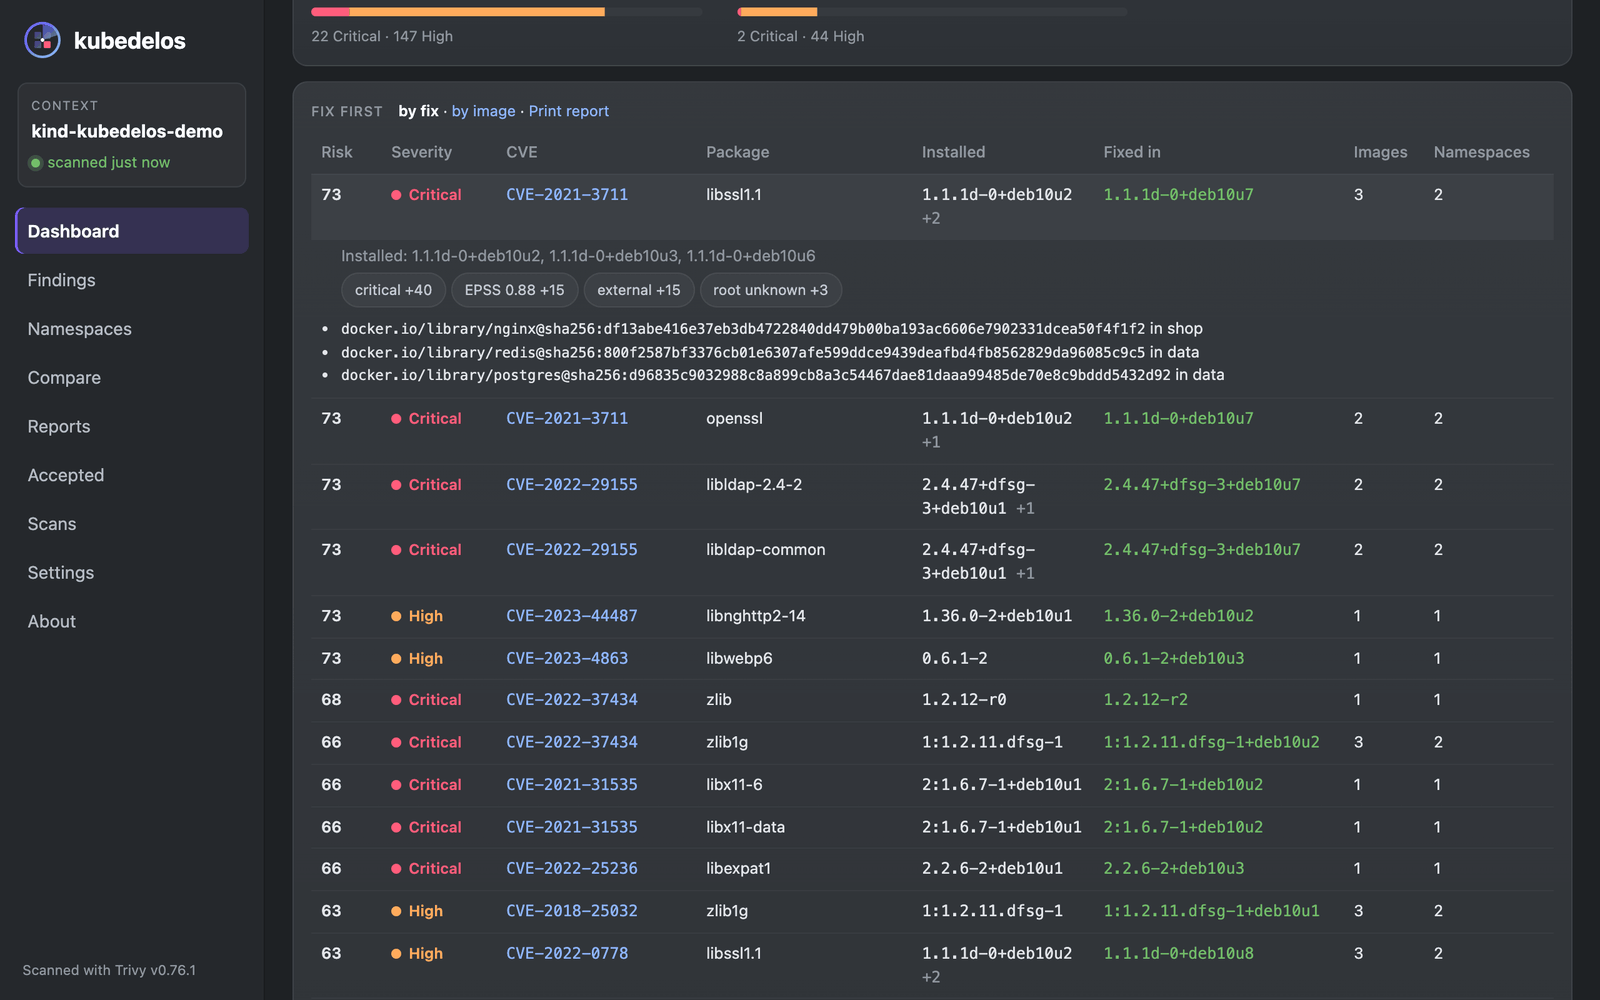 kubedelos
CONTEXT
kind-kubedelos-demo
scanned just now
Dashboard
Findings
Namespaces
Compare
Reports
Accepted
Scans
Settings
About
Scanned with Trivy v0.76.1
22 Critical · 147 High
2 Critical · 44 High
FIX FIRST by fix · by image · Print report
Risk Severity CVE Package Installed Fixed in Images Namespaces
73 Critical CVE-2021-3711 libssl1.1 1.1.1d-0+deb10u2 1.1.1d-0+deb10u7 3 2
+2
Installed: 1.1.1d-0+deb10u2, 1.1.1d-0+deb10u3, 1.1.1d-0+deb10u6
critical +40 EPSS 0.88 +15 external +15 root unknown +3
• docker.io/library/nginx@sha256:df13abe416e37eb3db4722840dd479b00ba193ac6606e7902331dcea50f4f1f2 in shop
• docker.io/library/redis@sha256:800f2587bf3376cb01e6307afe599ddce9439deafbd4fb8562829da96085c9c5 in data
• docker.io/library/postgres@sha256:d96835c9032988c8a899cb8a3c54467dae81daaa99485de70e8c9bddd5432d92 in data
73 Critical CVE-2021-3711 openssl 1.1.1d-0+deb10u2 1.1.1d-0+deb10u7 2 2
+1
73 Critical CVE-2022-29155 libldap-2.4-2 2.4.47+dfsg- 2.4.47+dfsg-3+deb10u7 2 2
3+deb10u1 +1
73 Critical CVE-2022-29155 libldap-common 2.4.47+dfsg- 2.4.47+dfsg-3+deb10u7 2 2
3+deb10u1 +1
73 High CVE-2023-44487 libnghttp2-14 1.36.0-2+deb10u1 1.36.0-2+deb10u2 1 1
73 High CVE-2023-4863 libwebp6 0.6.1-2 0.6.1-2+deb10u3 1 1
68 Critical CVE-2022-37434 zlib 1.2.12-r0 1.2.12-r2 1 1
66 Critical CVE-2022-37434 zlib1g 1:1.2.11.dfsg-1 1:1.2.11.dfsg-1+deb10u2 3 2
66 Critical CVE-2021-31535 libx11-6 2:1.6.7-1+deb10u1 2:1.6.7-1+deb10u2 1 1
66 Critical CVE-2021-31535 libx11-data 2:1.6.7-1+deb10u1 2:1.6.7-1+deb10u2 1 1
66 Critical CVE-2022-25236 libexpat1 2.2.6-2+deb10u1 2.2.6-2+deb10u3 1 1
63 High CVE-2018-25032 zlib1g 1:1.2.11.dfsg-1 1:1.2.11.dfsg-1+deb10u1 3 2
63 High CVE-2022-0778 libssl1.1 1.1.1d-0+deb10u2 1.1.1d-0+deb10u8 3 2
+2